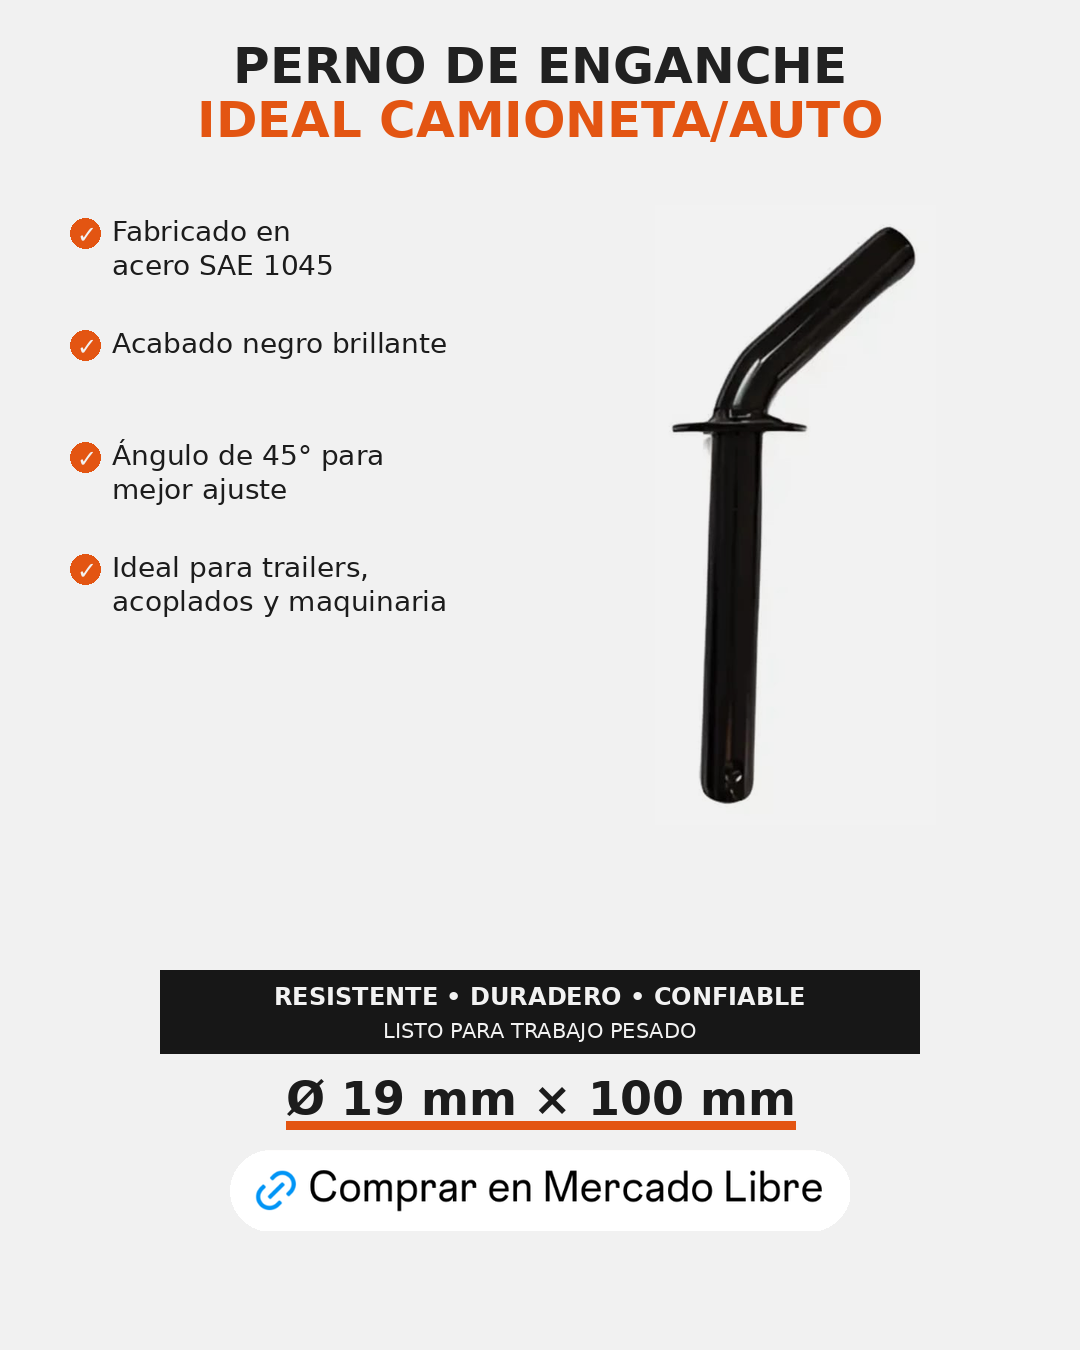 PERNO DE ENGANCHE
IDEAL CAMIONETA/AUTO
✓ Fabricado en
acero SAE 1045
✓ Acabado negro brillante
✓ Ángulo de 45° para
mejor ajuste
✓ Ideal para trailers,
acoplados y maquinaria
RESISTENTE • DURADERO • CONFIABLE
LISTO PARA TRABAJO PESADO
Ø 19 mm × 100 mm
Comprar en Mercado Libre